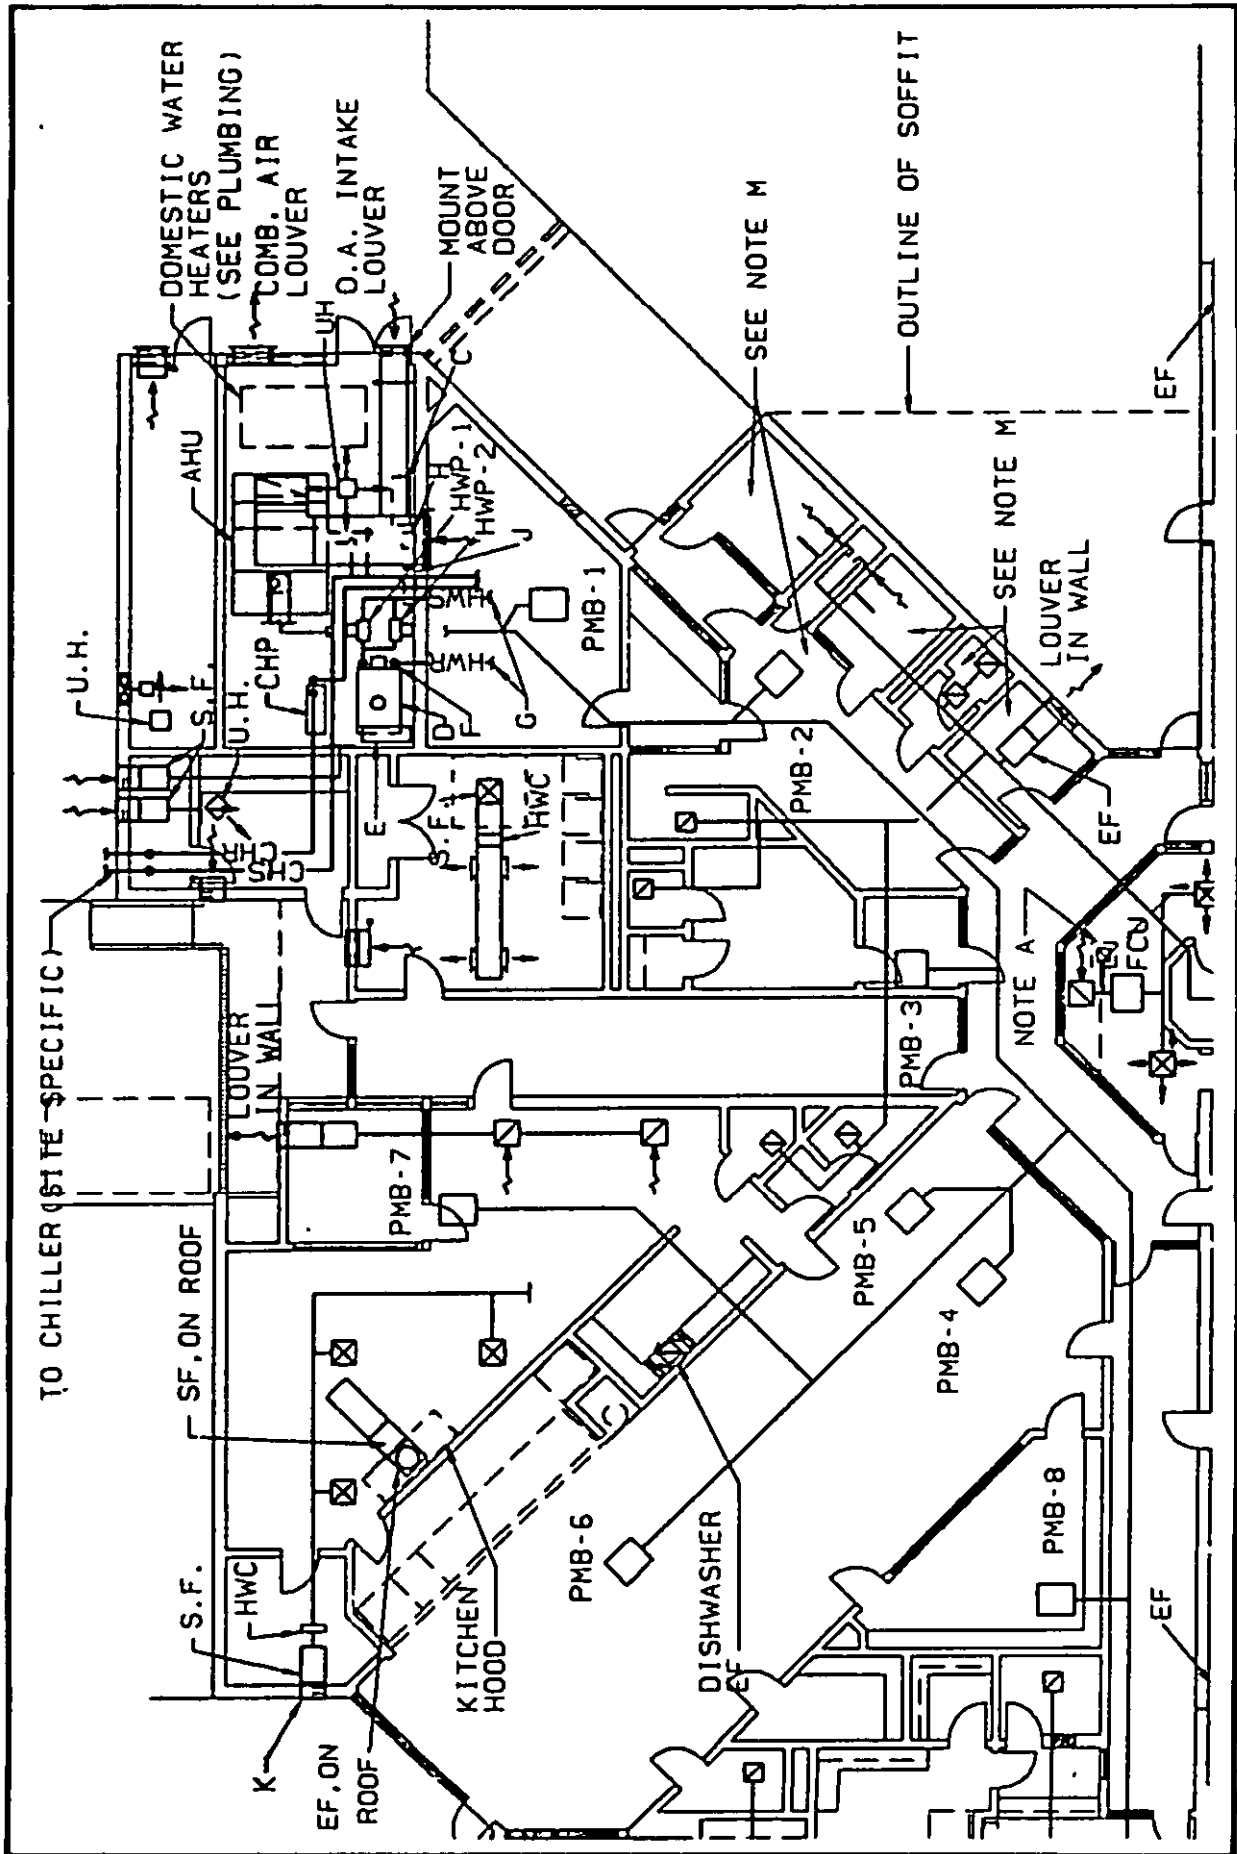 TO CHILLER (SITE SPECIFIC)
U.H.
S.F.
U.H.
CHP
AHU
DOMESTIC WATER
HEATERS
(SEE PLUMBING)
COMB. AIR
LOUVER
UH
O.A. INTAKE
LOUVER
MOUNT
ABOVE
DOOR
C
H
HWP-1
HWP-2
J
HWS
HWR
G
F
D
E
CHR
CHS
S.F.
HWC
PMB-1
SEE NOTE M
OUTLINE OF SOFFIT
SEE NOTE M
LOUVER
IN WALL
EF
EF
PMB-2
NOTE A
FCU
PMB-3
LOUVER
IN WALL
PMB-7
SF, ON ROOF
PMB-5
PMB-4
S.F.
HWC
K
EF, ON
ROOF
KITCHEN
HOOD
PMB-6
DISHWASHER
EF
PMB-8
EF